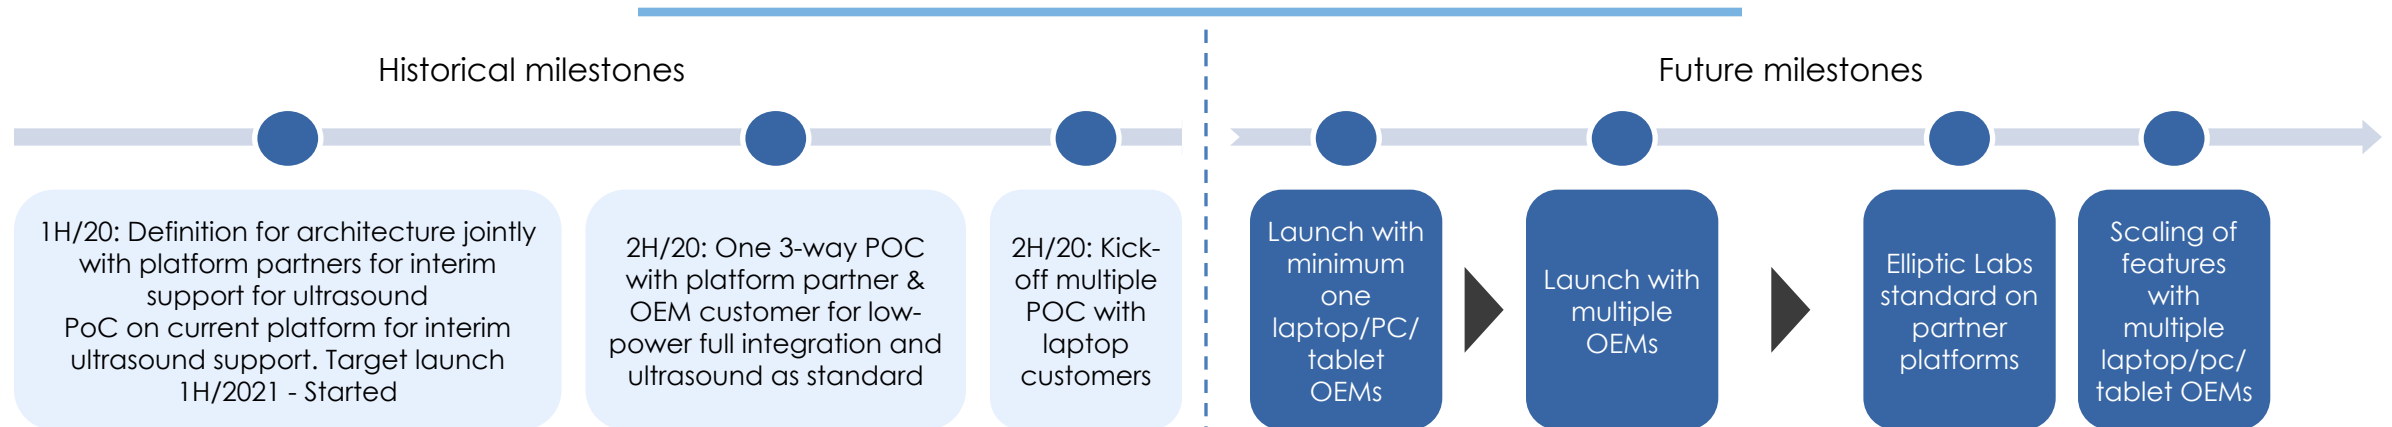 Historical milestones
Future milestones
1H/20: Definition for architecture jointly
with platform partners for interim
support for ultrasound
PoC on current platform for interim
ultrasound support. Target launch
1H/2021 - Started
2H/20: One 3-way POC
with platform partner &
OEM customer for low-
power full integration and
ultrasound as standard
2H/20: Kick-
off multiple
POC with
laptop
customers
Launch with
minimum
one
laptop/PC/
tablet
OEMs
Launch with
multiple
OEMs
Elliptic Labs
standard on
partner
platforms
Scaling of
features
with
multiple
laptop/pc/
tablet OEMs